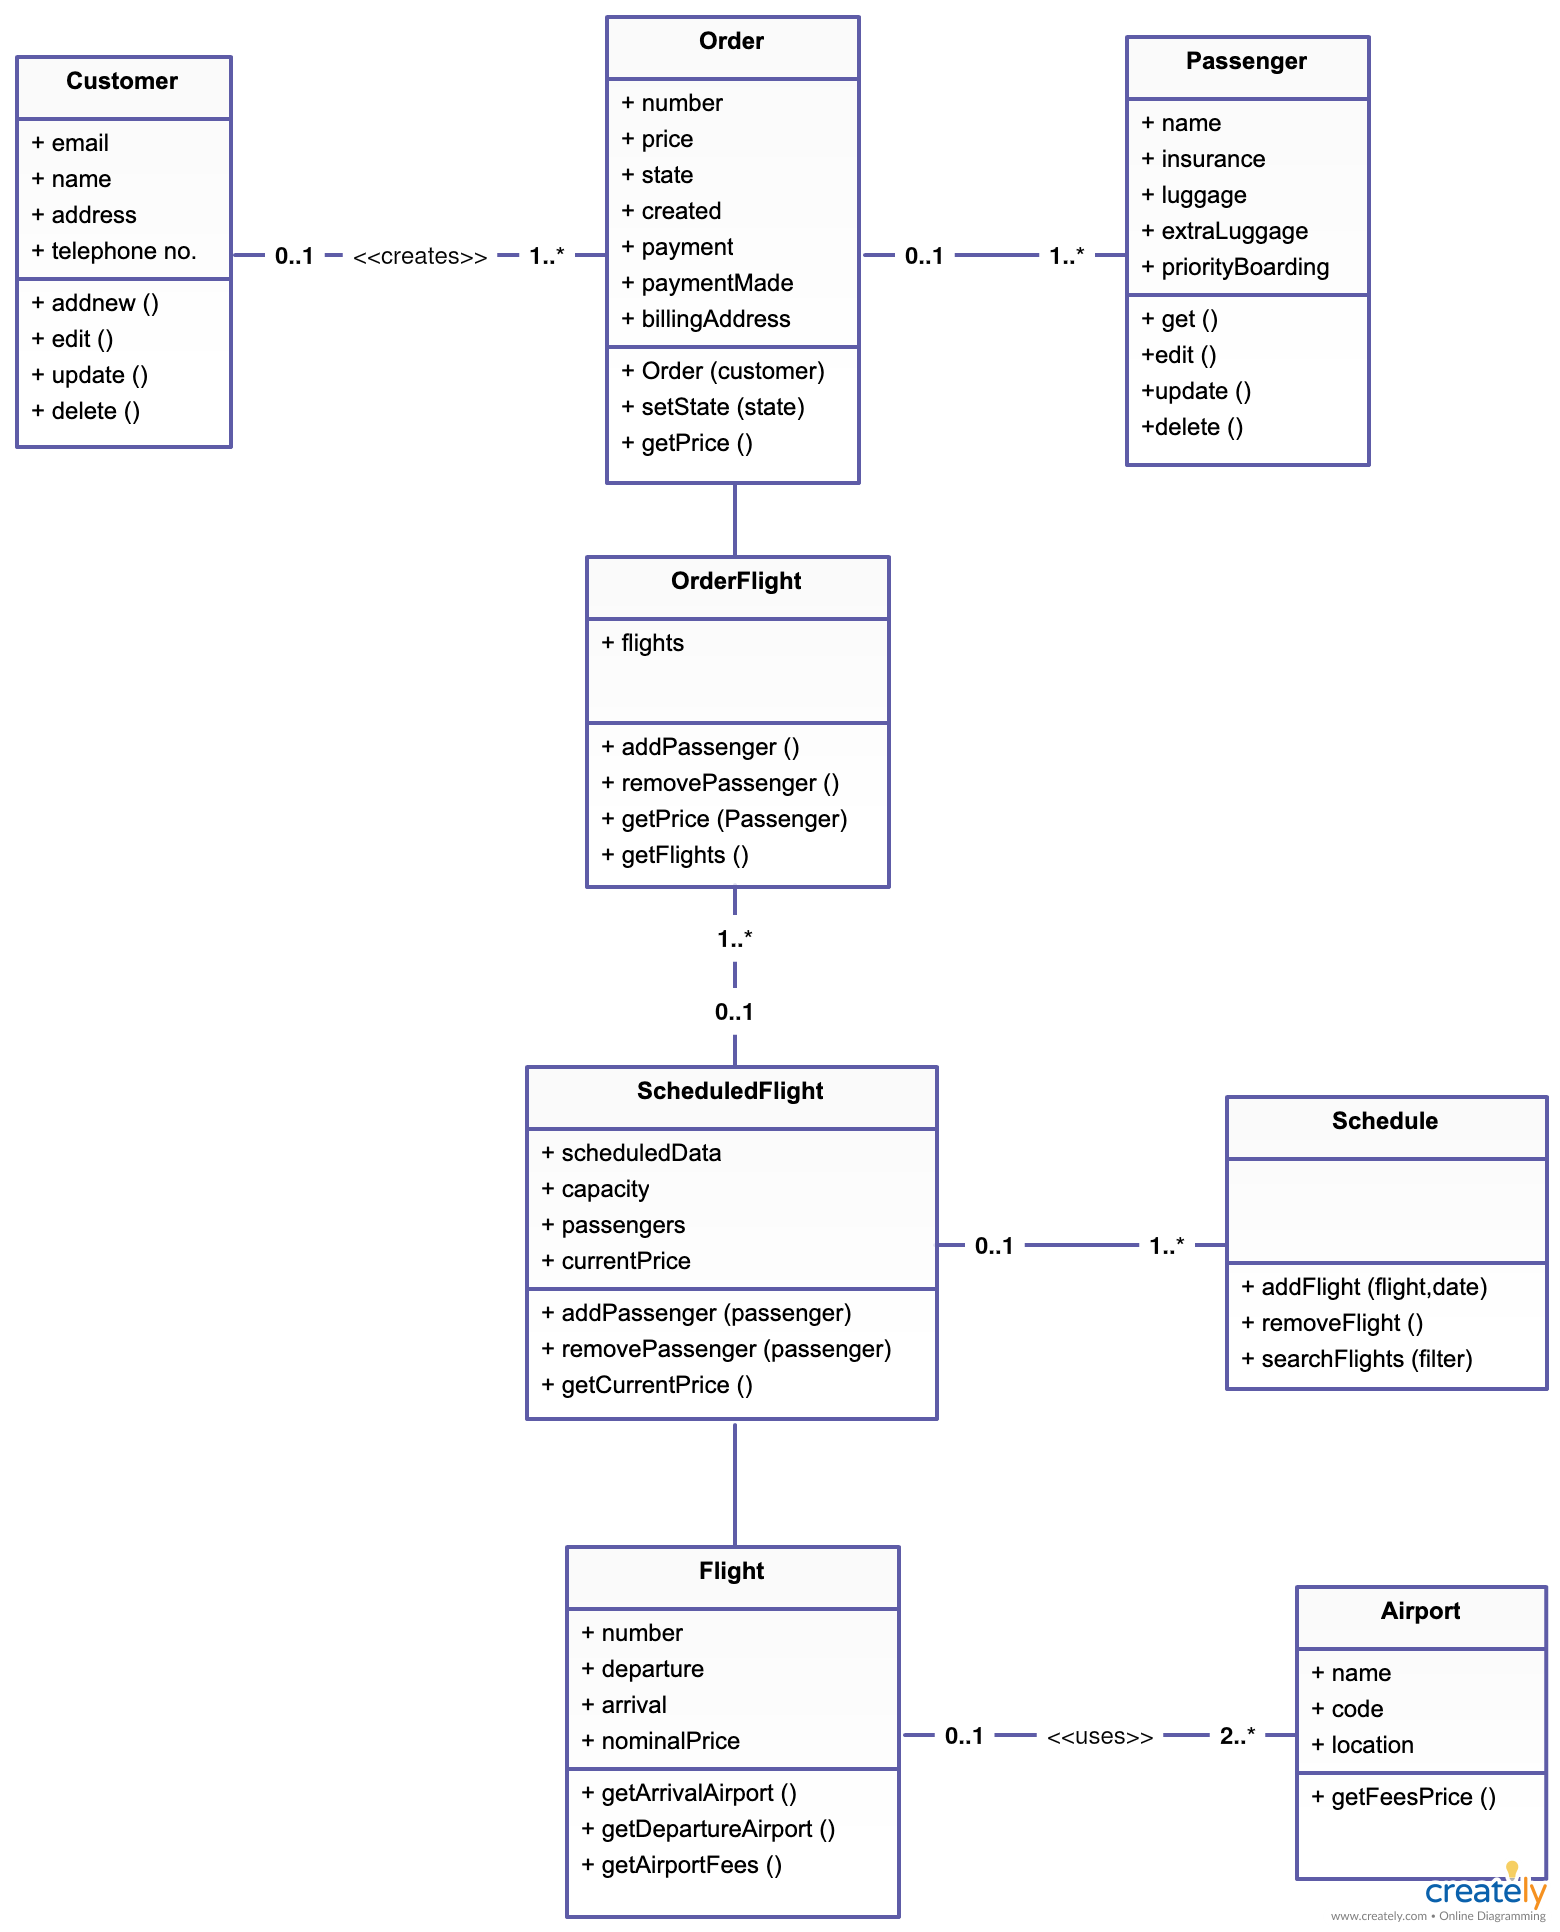 Customer
+ email
+ name
+ address
+ telephone no.
+ addnew ()
+ edit ()
+ update ()
+ delete ()
0..1 <<creates>> 1..*
Order
+ number
+ price
+ state
+ created
+ payment
+ paymentMade
+ billingAddress
+ Order (customer)
+ setState (state)
+ getPrice ()
0..1 1..*
Passenger
+ name
+ insurance
+ luggage
+ extraLuggage
+ priorityBoarding
+ get ()
+edit ()
+update ()
+delete ()
OrderFlight
+ flights
+ addPassenger ()
+ removePassenger ()
+ getPrice (Passenger)
+ getFlights ()
1..*
0..1
ScheduledFlight
+ scheduledData
+ capacity
+ passengers
+ currentPrice
+ addPassenger (passenger)
+ removePassenger (passenger)
+ getCurrentPrice ()
0..1 1..*
Schedule
+ addFlight (flight,date)
+ removeFlight ()
+ searchFlights (filter)
Flight
+ number
+ departure
+ arrival
+ nominalPrice
+ getArrivalAirport ()
+ getDepartureAirport ()
+ getAirportFees ()
0..1 <<uses>> 2..*
Airport
+ name
+ code
+ location
+ getFeesPrice ()
creately
www.creately.com • Online Diagramming